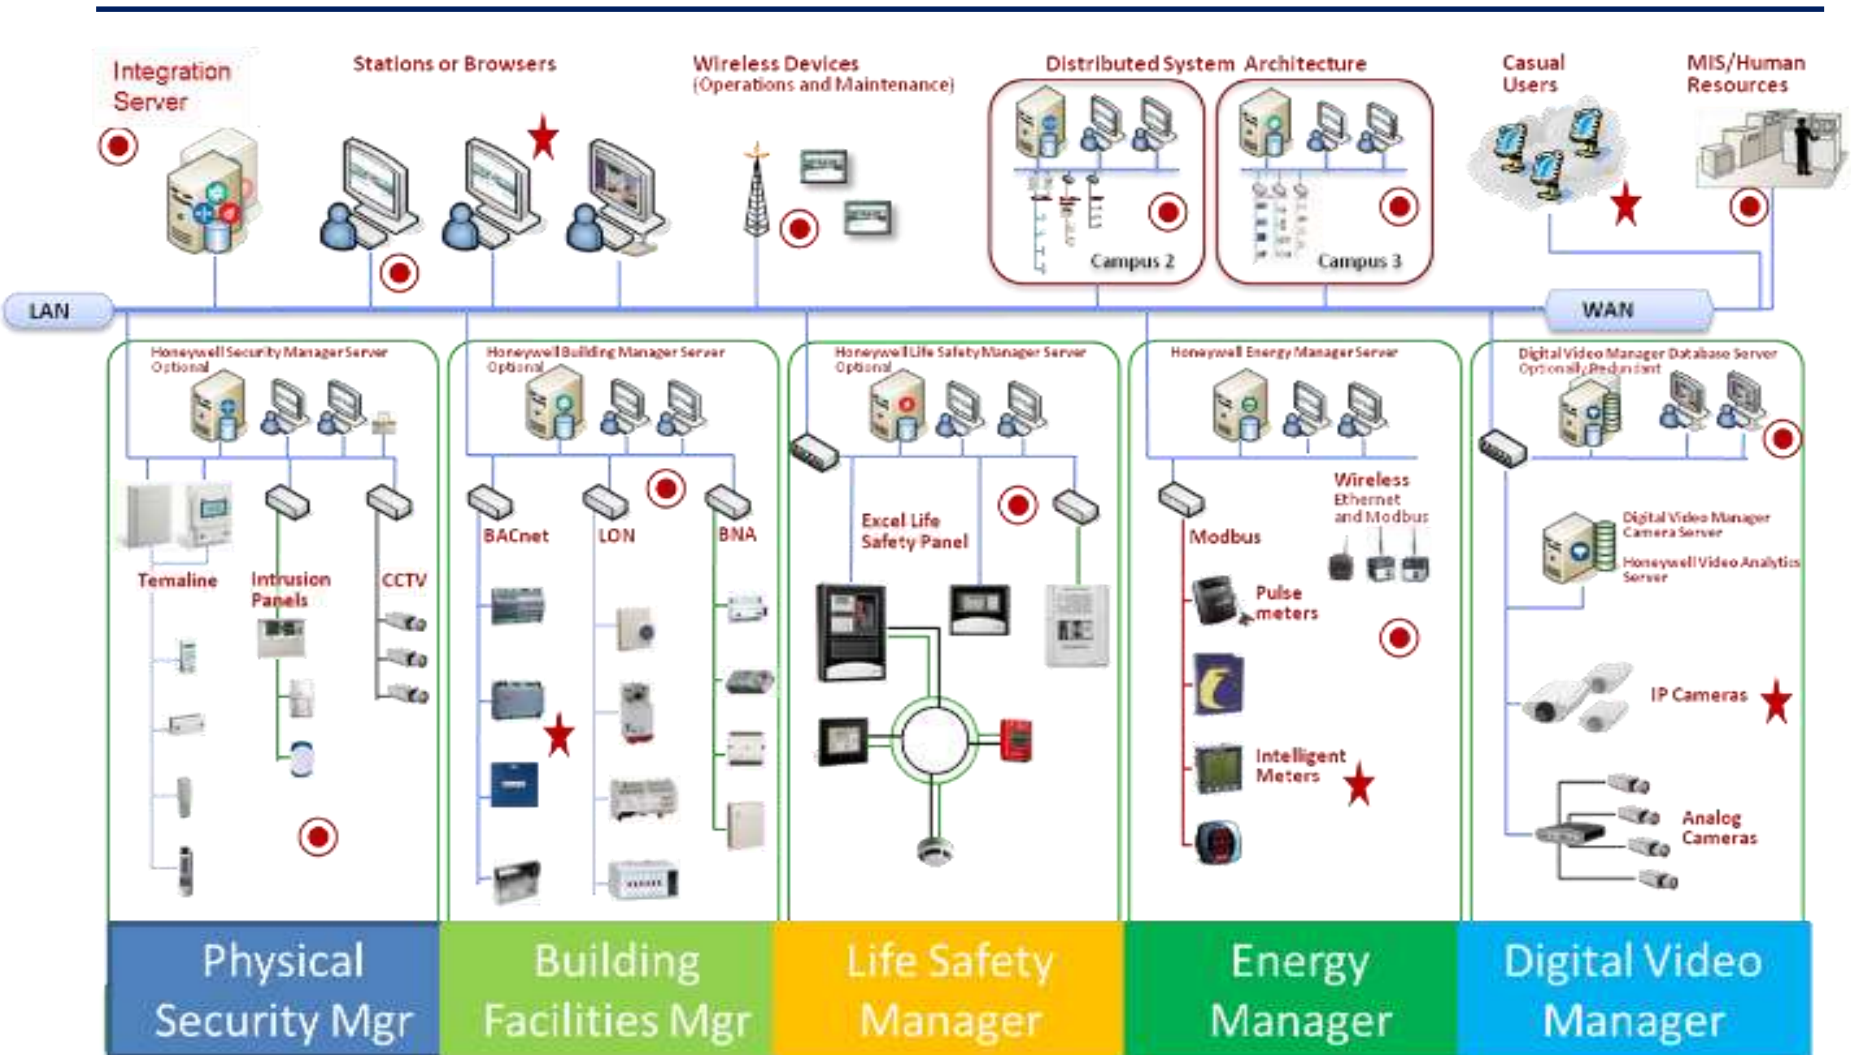 Integration
Server
Stations or Browsers
Wireless Devices
(Operations and Maintenance)
Distributed System Architecture
Casual
Users
MIS/Human
Resources
Campus 2
Campus 3
LAN
WAN
Honeywell Security Manager Server
Optional
Honeywell Building Manager Server
Optional
Honeywell Life Safety Manager Server
Optional
Honeywell Energy Manager Server
Digital Video Manager Database Server
Optionally Redundant
Temaline
Intrusion
Panels
CCTV
BACnet
LON
BNA
Excel Life
Safety Panel
Modbus
Wireless
Ethernet
and Modbus
Pulse
meters
Intelligent
Meters
Digital Video Manager
Camera Server
Honeywell Video Analytics
Server
IP Cameras
Analog
Cameras
Physical
Security Mgr
Building
Facilities Mgr
Life Safety
Manager
Energy
Manager
Digital Video
Manager